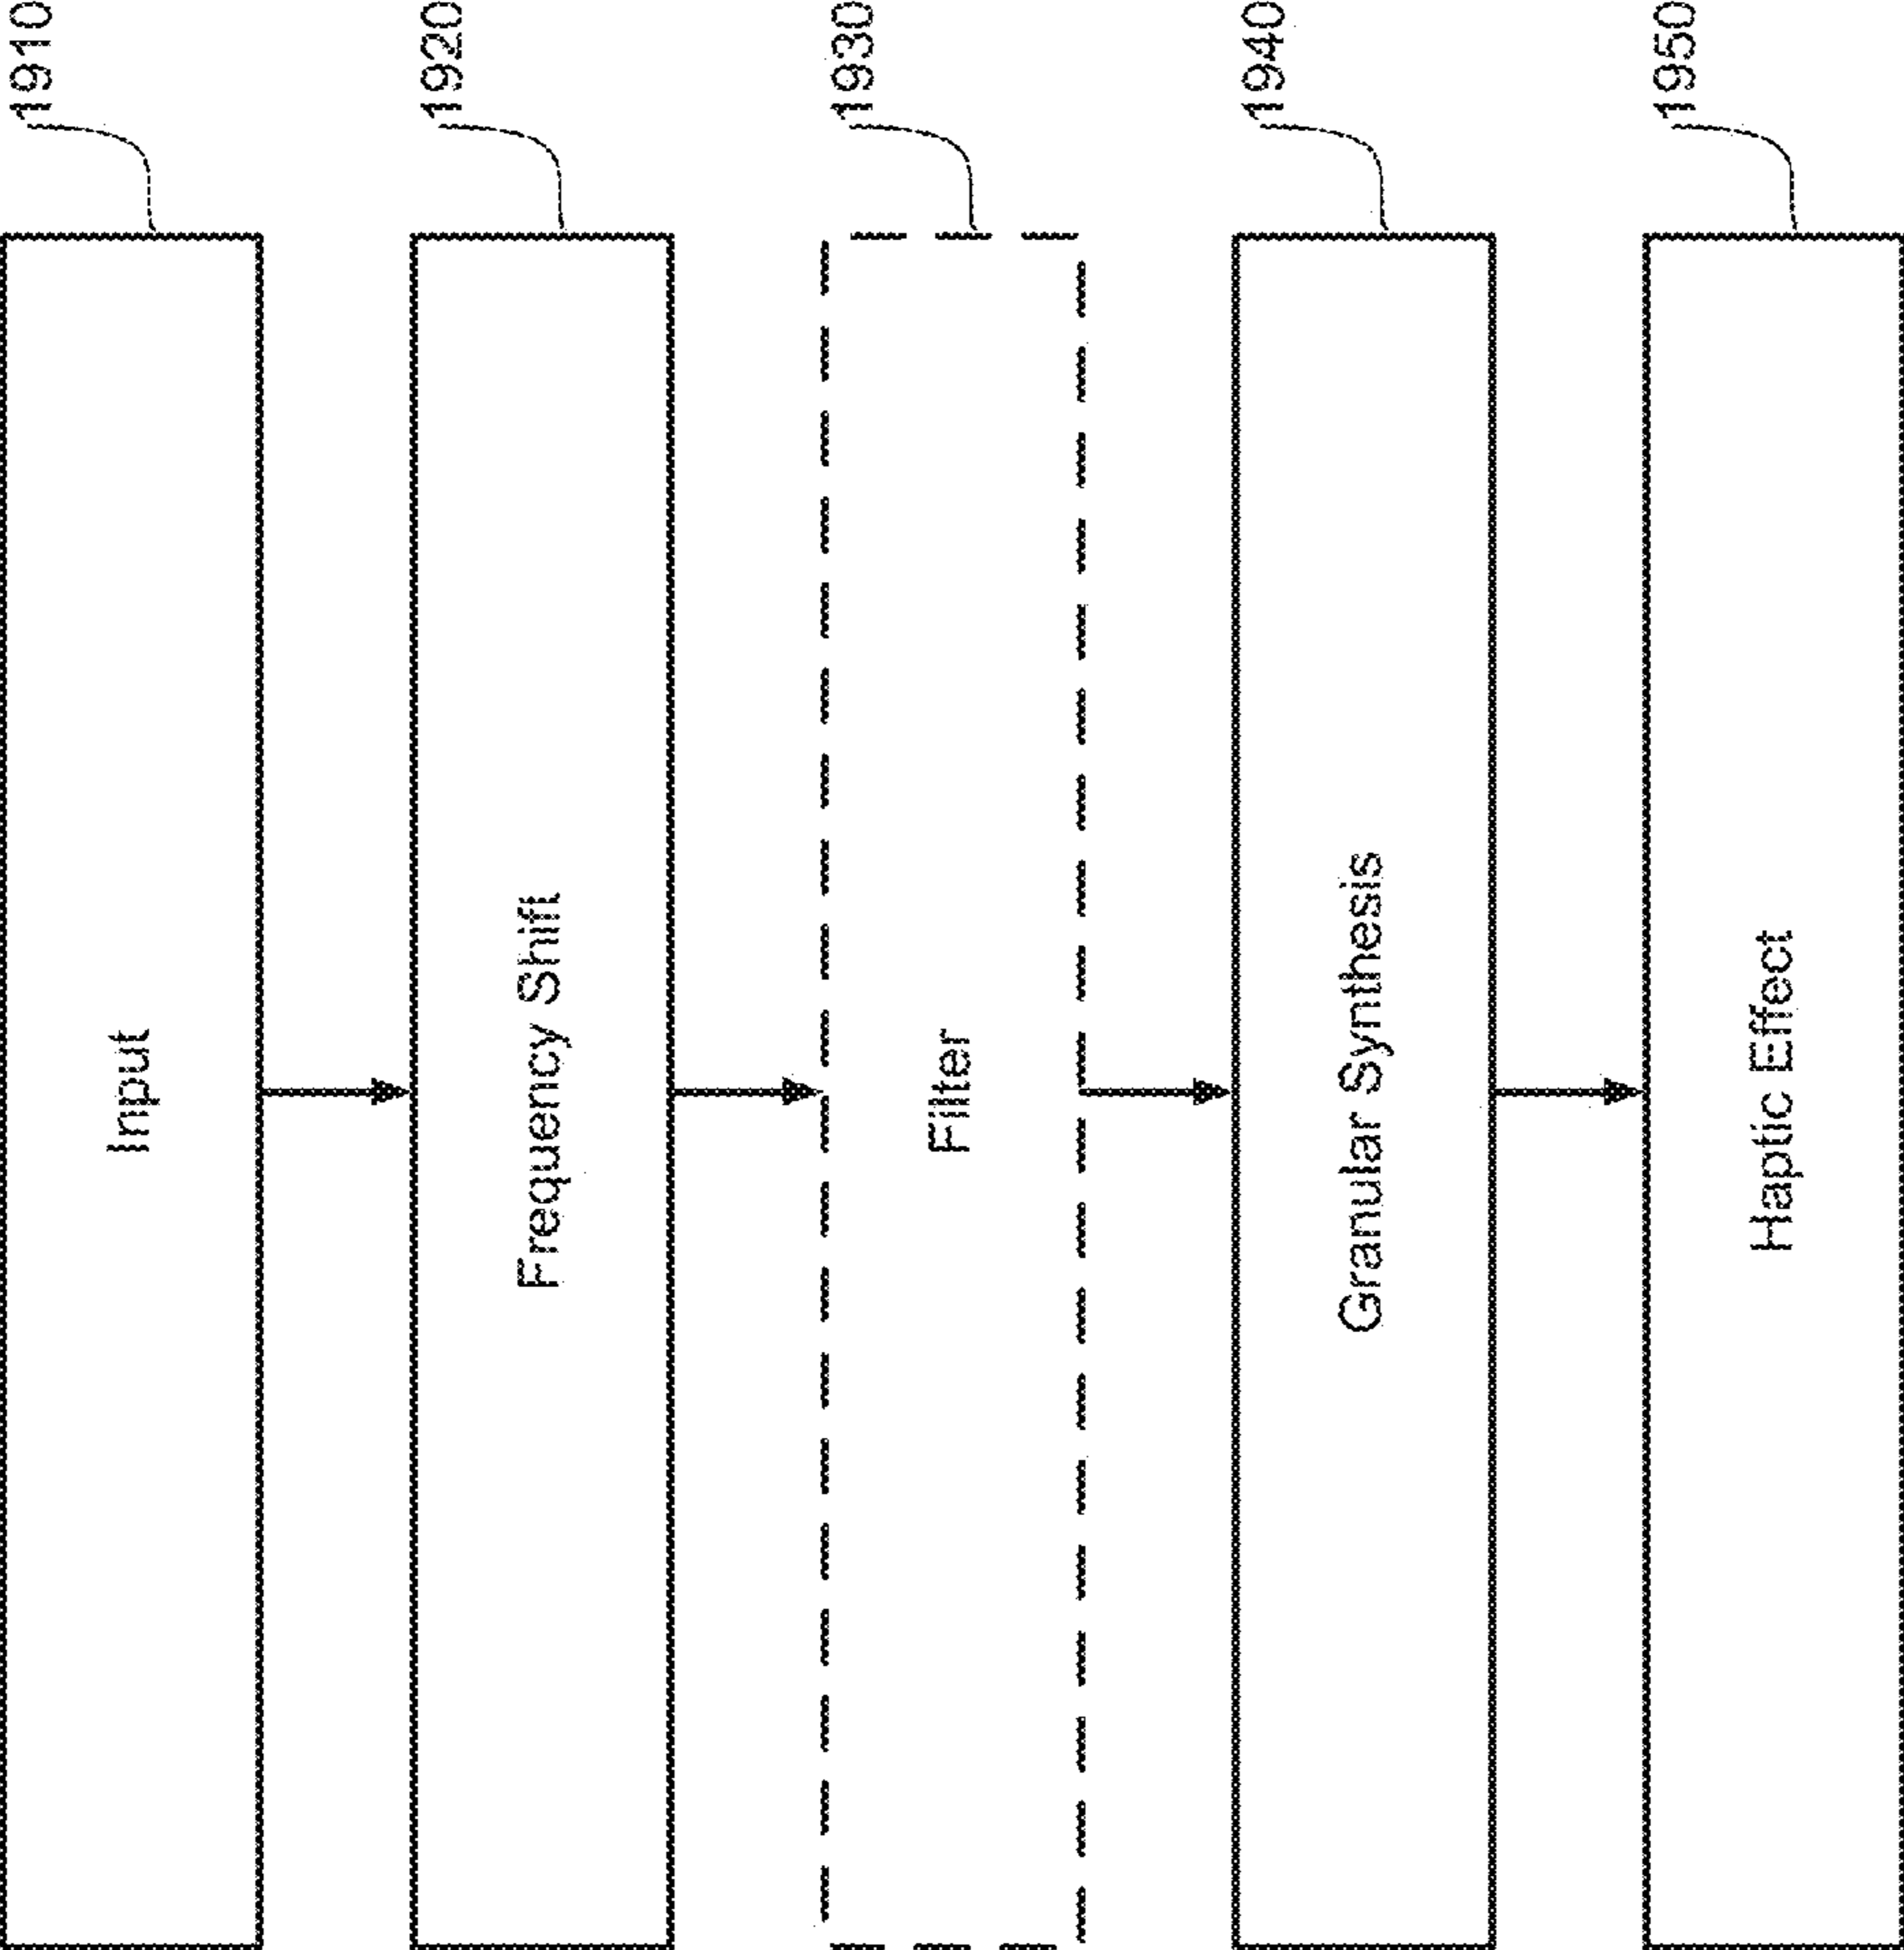 Input
1910
Frequency Shift
1920
Filter
1930
Granular Synthesis
1940
Haptic Effect
1950